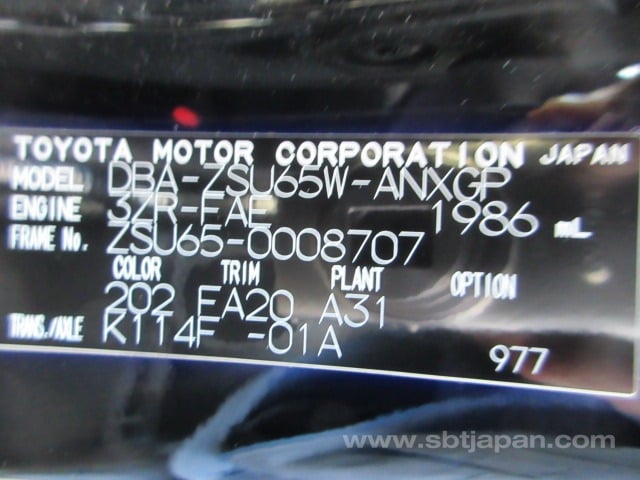 TOYOTA MOTOR CORPORATION JAPAN
MODEL DBA-ZSU65W-ANXGP
ENGINE 3ZR-FAE 1986 mL
FRAME No. ZSU65-0008707
COLOR TRIM PLANT OPTION
202 EA20 A31
TRANS./AXLE K114F -01A
977
www.sbtjapan.com